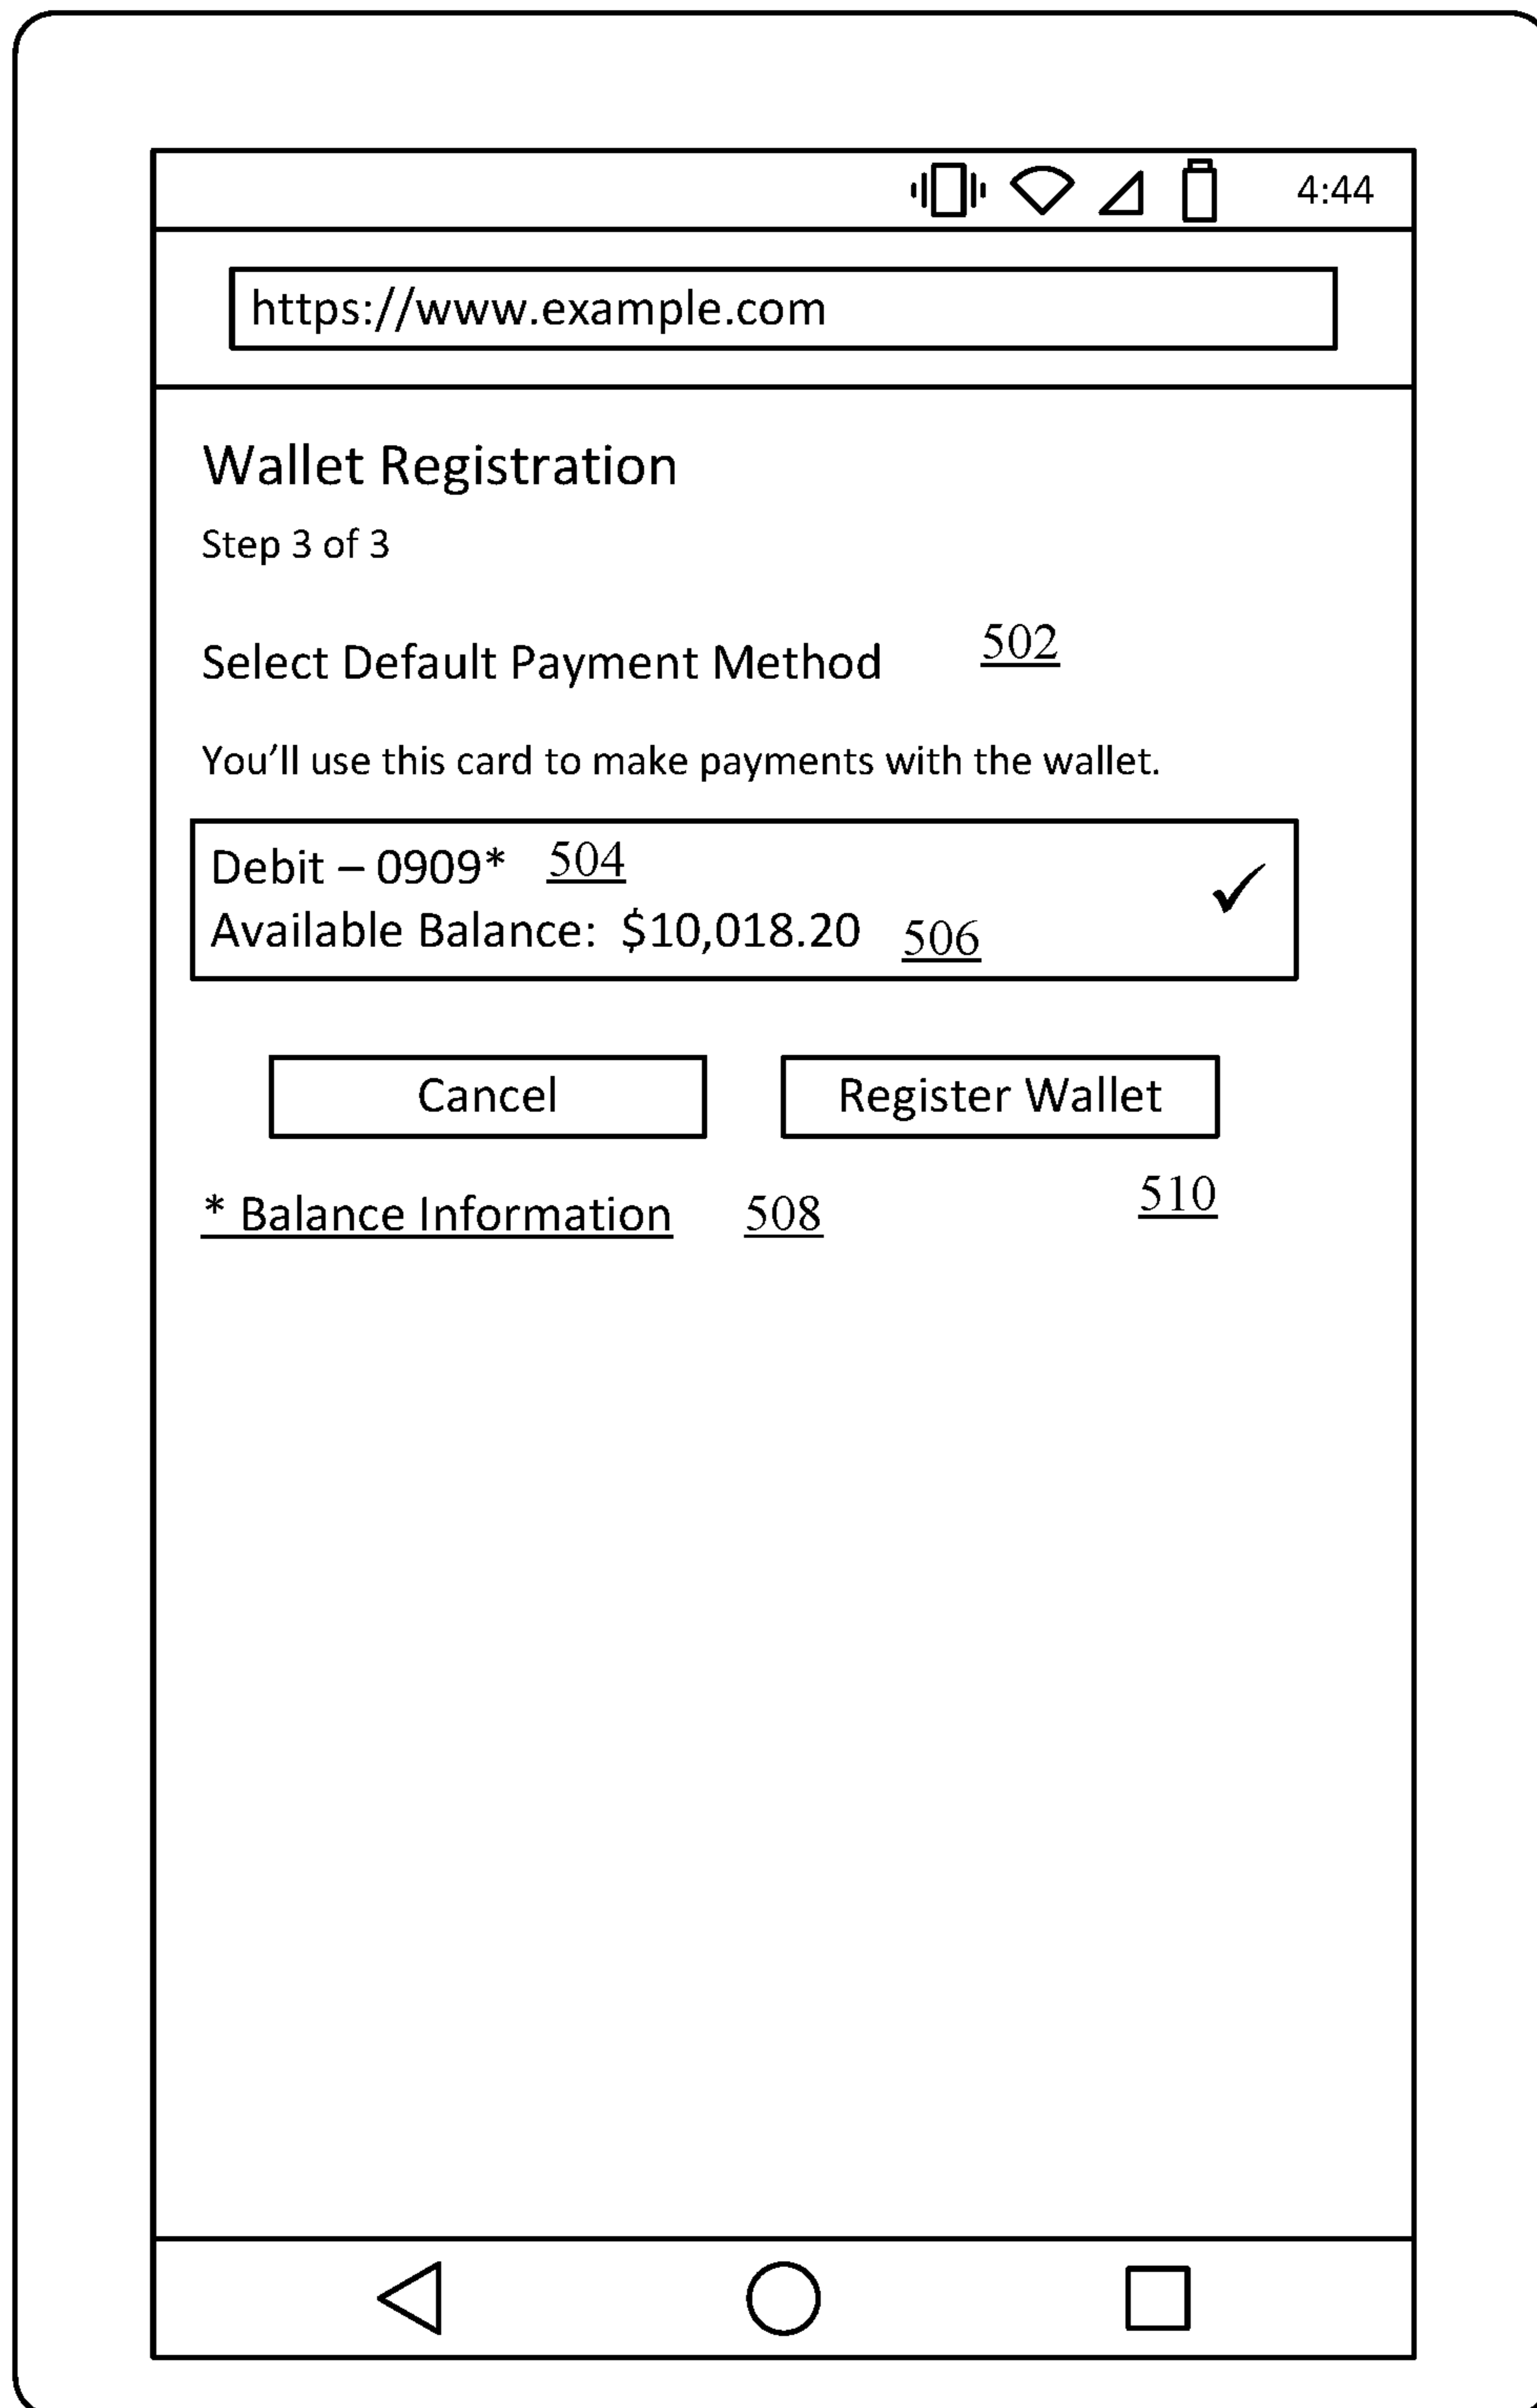 4:44
https://www.example.com
Wallet Registration
Step 3 of 3
Select Default Payment Method 502
You'll use this card to make payments with the wallet.
Debit – 0909* 504
Available Balance: $10,018.20 506
Cancel Register Wallet
* Balance Information 508 510